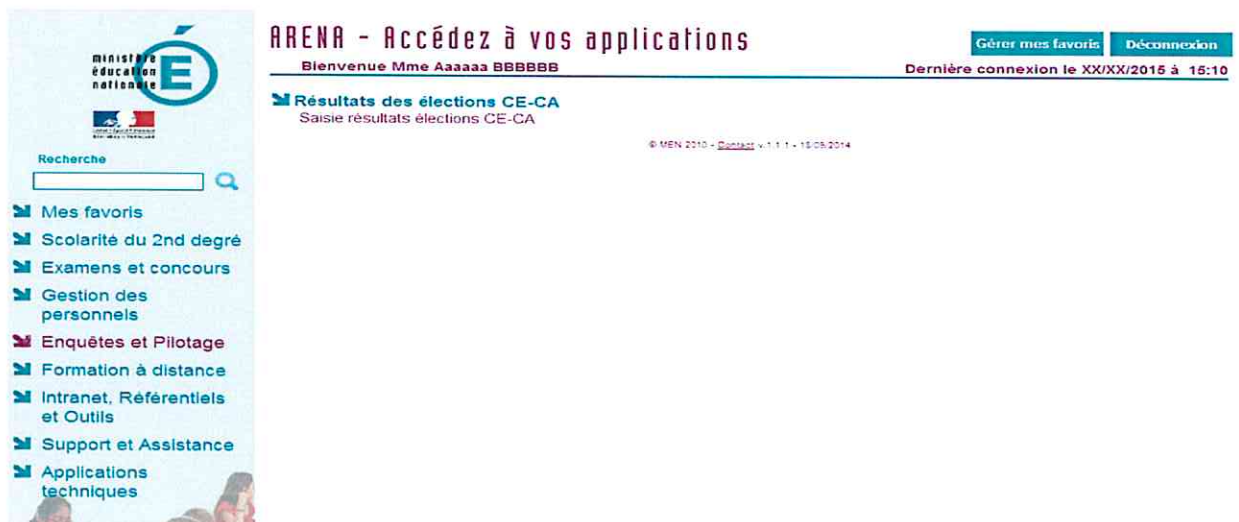 ministère
éducation
nationale
Recherche
Mes favoris
Scolarité du 2nd degré
Examens et concours
Gestion des
personnels
Enquêtes et Pilotage
Formation à distance
Intranet, Référentiels
et Outils
Support et Assistance
Applications
techniques
ARENA - Accédez à vos applications
Gérer mes favoris Déconnexion
Bienvenue Mme Aaaaaa BBBBBB
Dernière connexion le XX/XX/2015 à 15:10
Résultats des élections CE-CA
Saisie résultats élections CE-CA
© MEN 2010 - Contact v.1.1.1 - 15/09/2014